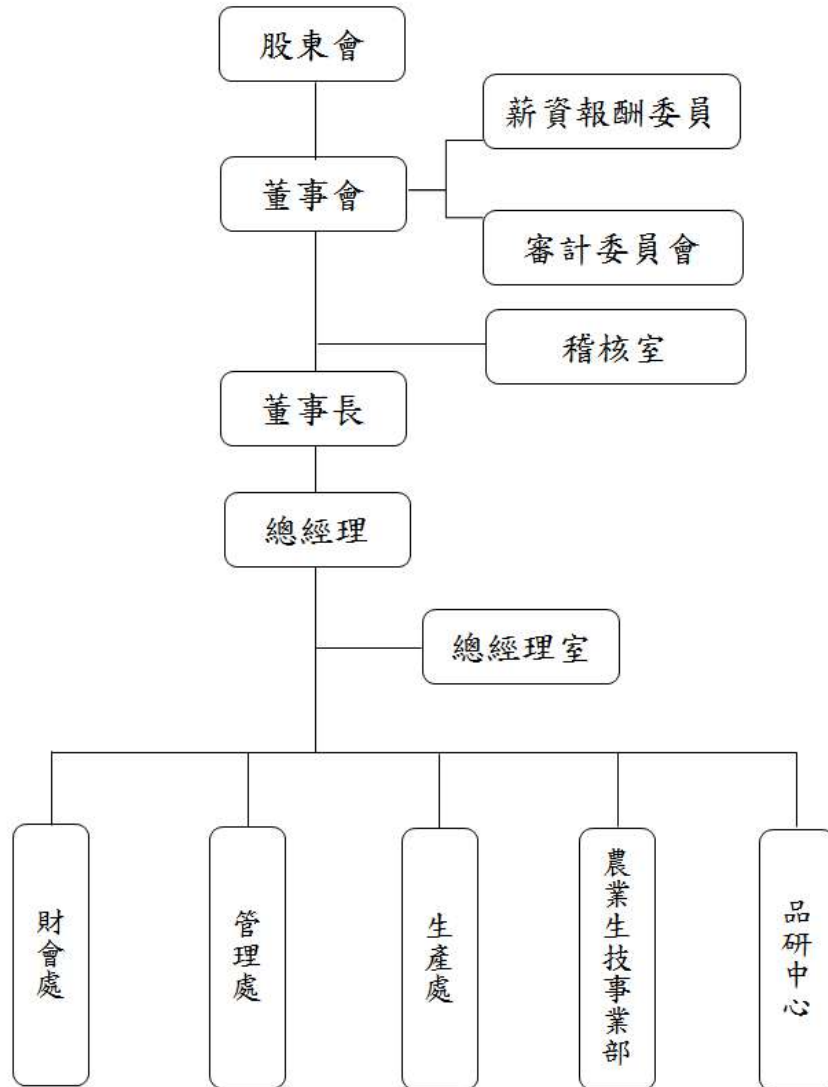 股東會
薪資報酬委員
董事會
審計委員會
稽核室
董事長
總經理
總經理室
財會處
管理處
生產處
農業生技事業部
品研中心